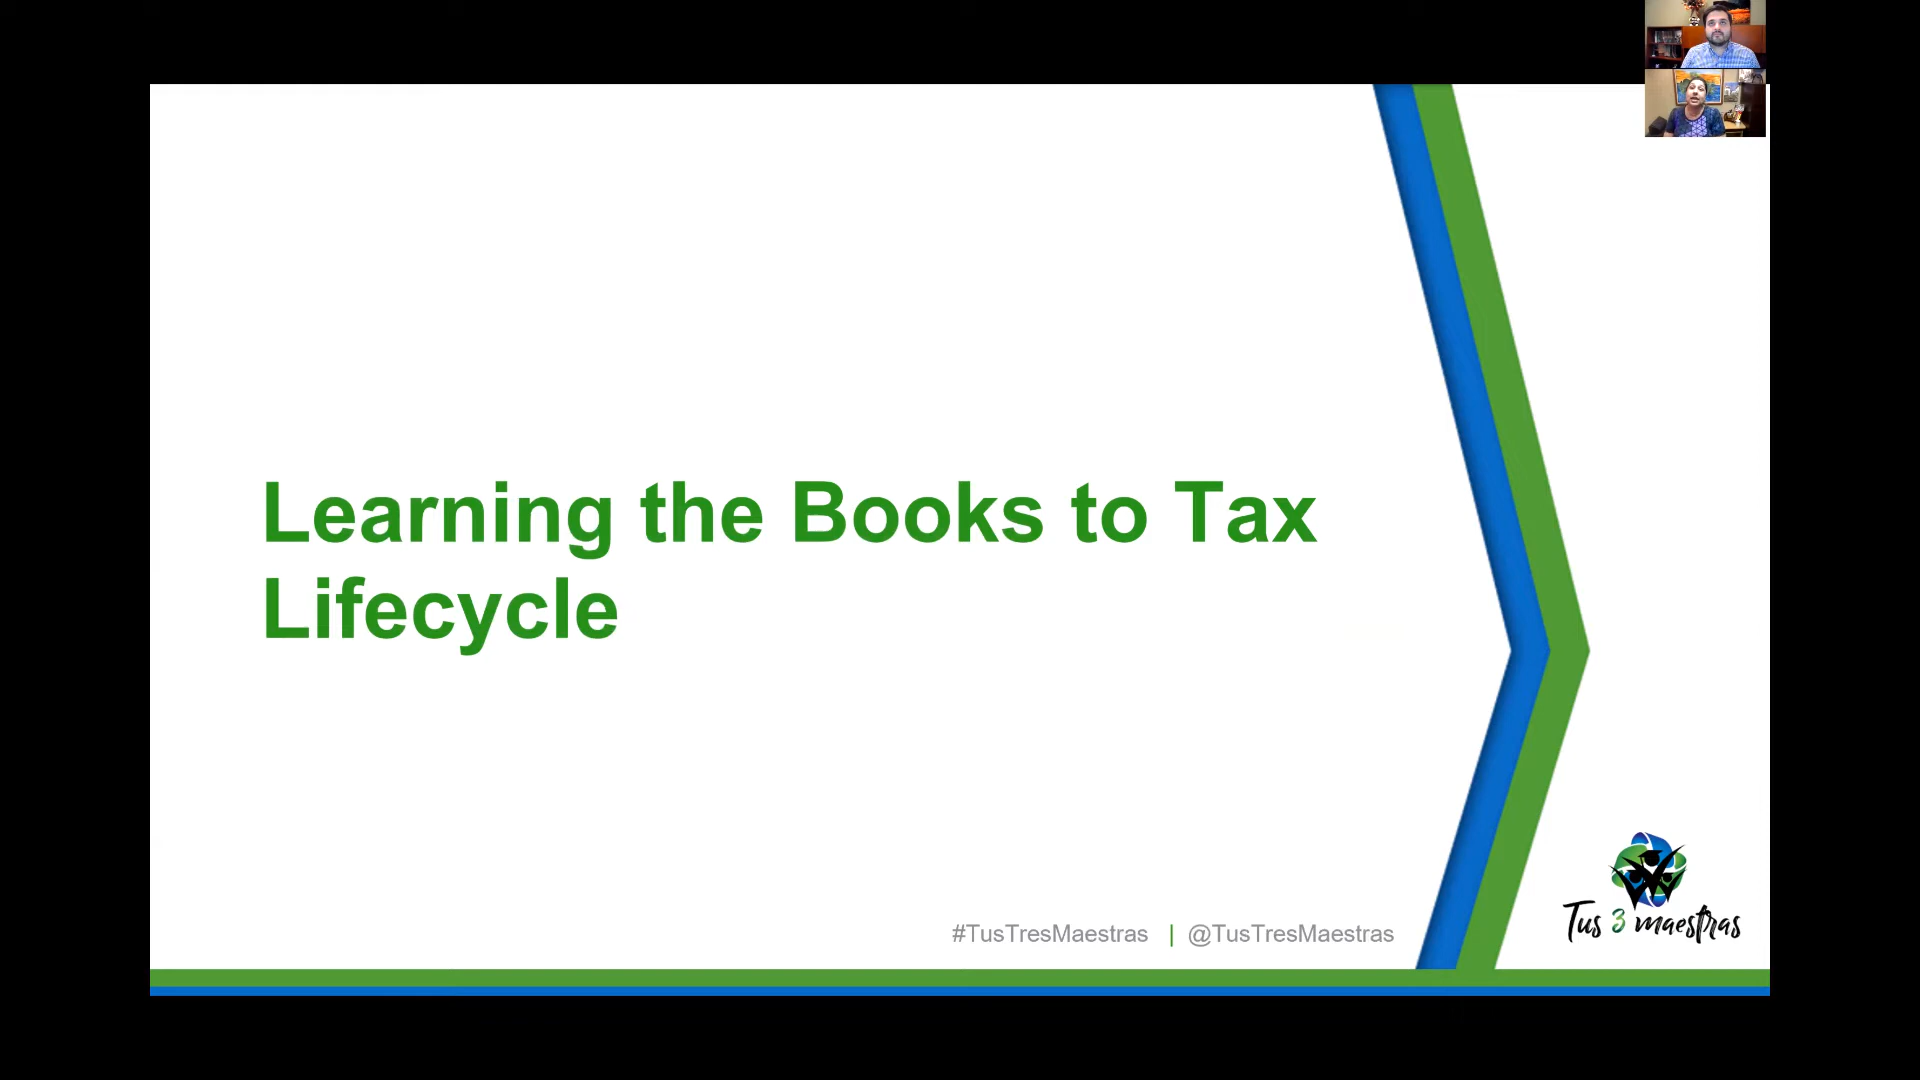 Learning the Books to Tax
Lifecycle
#TusTresMaestras | @TusTresMaestras
Tus 3 maestras